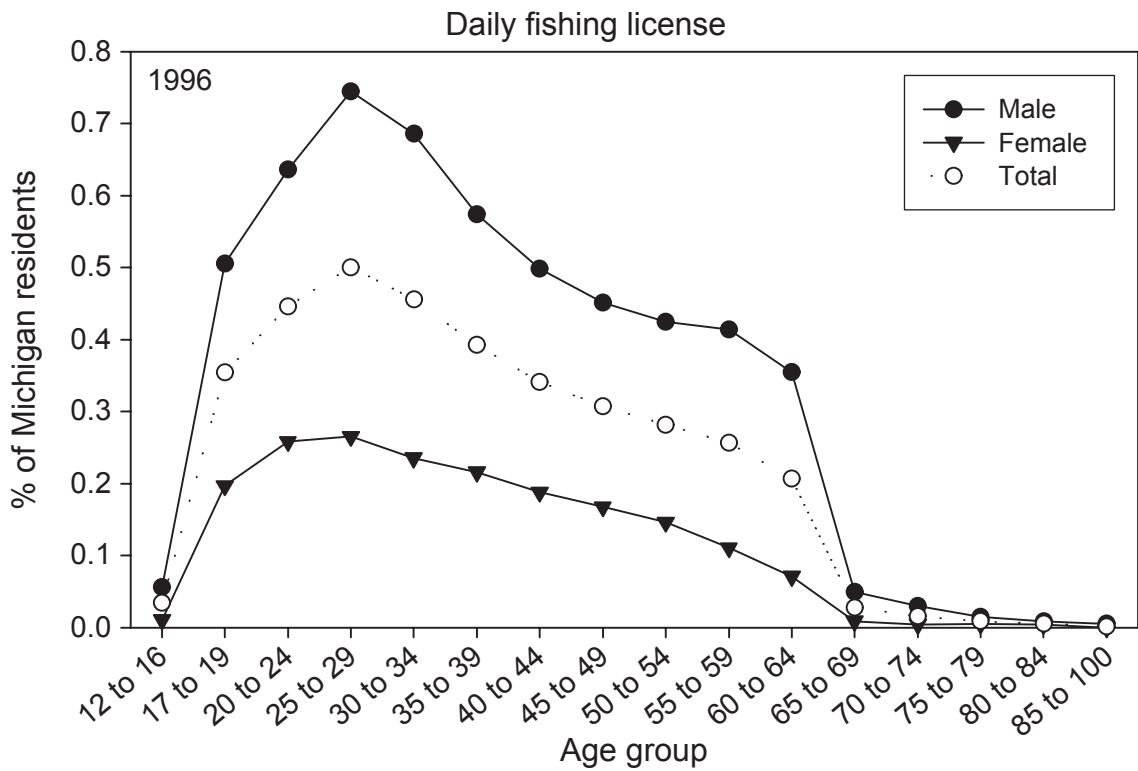 Daily fishing license
1996
Male
Female
Total
% of Michigan residents
0.8
0.7
0.6
0.5
0.4
0.3
0.2
0.1
0.0
12 to 16
17 to 19
20 to 24
25 to 29
30 to 34
35 to 39
40 to 44
45 to 49
50 to 54
55 to 59
60 to 64
65 to 69
70 to 74
75 to 79
80 to 84
85 to 100
Age group